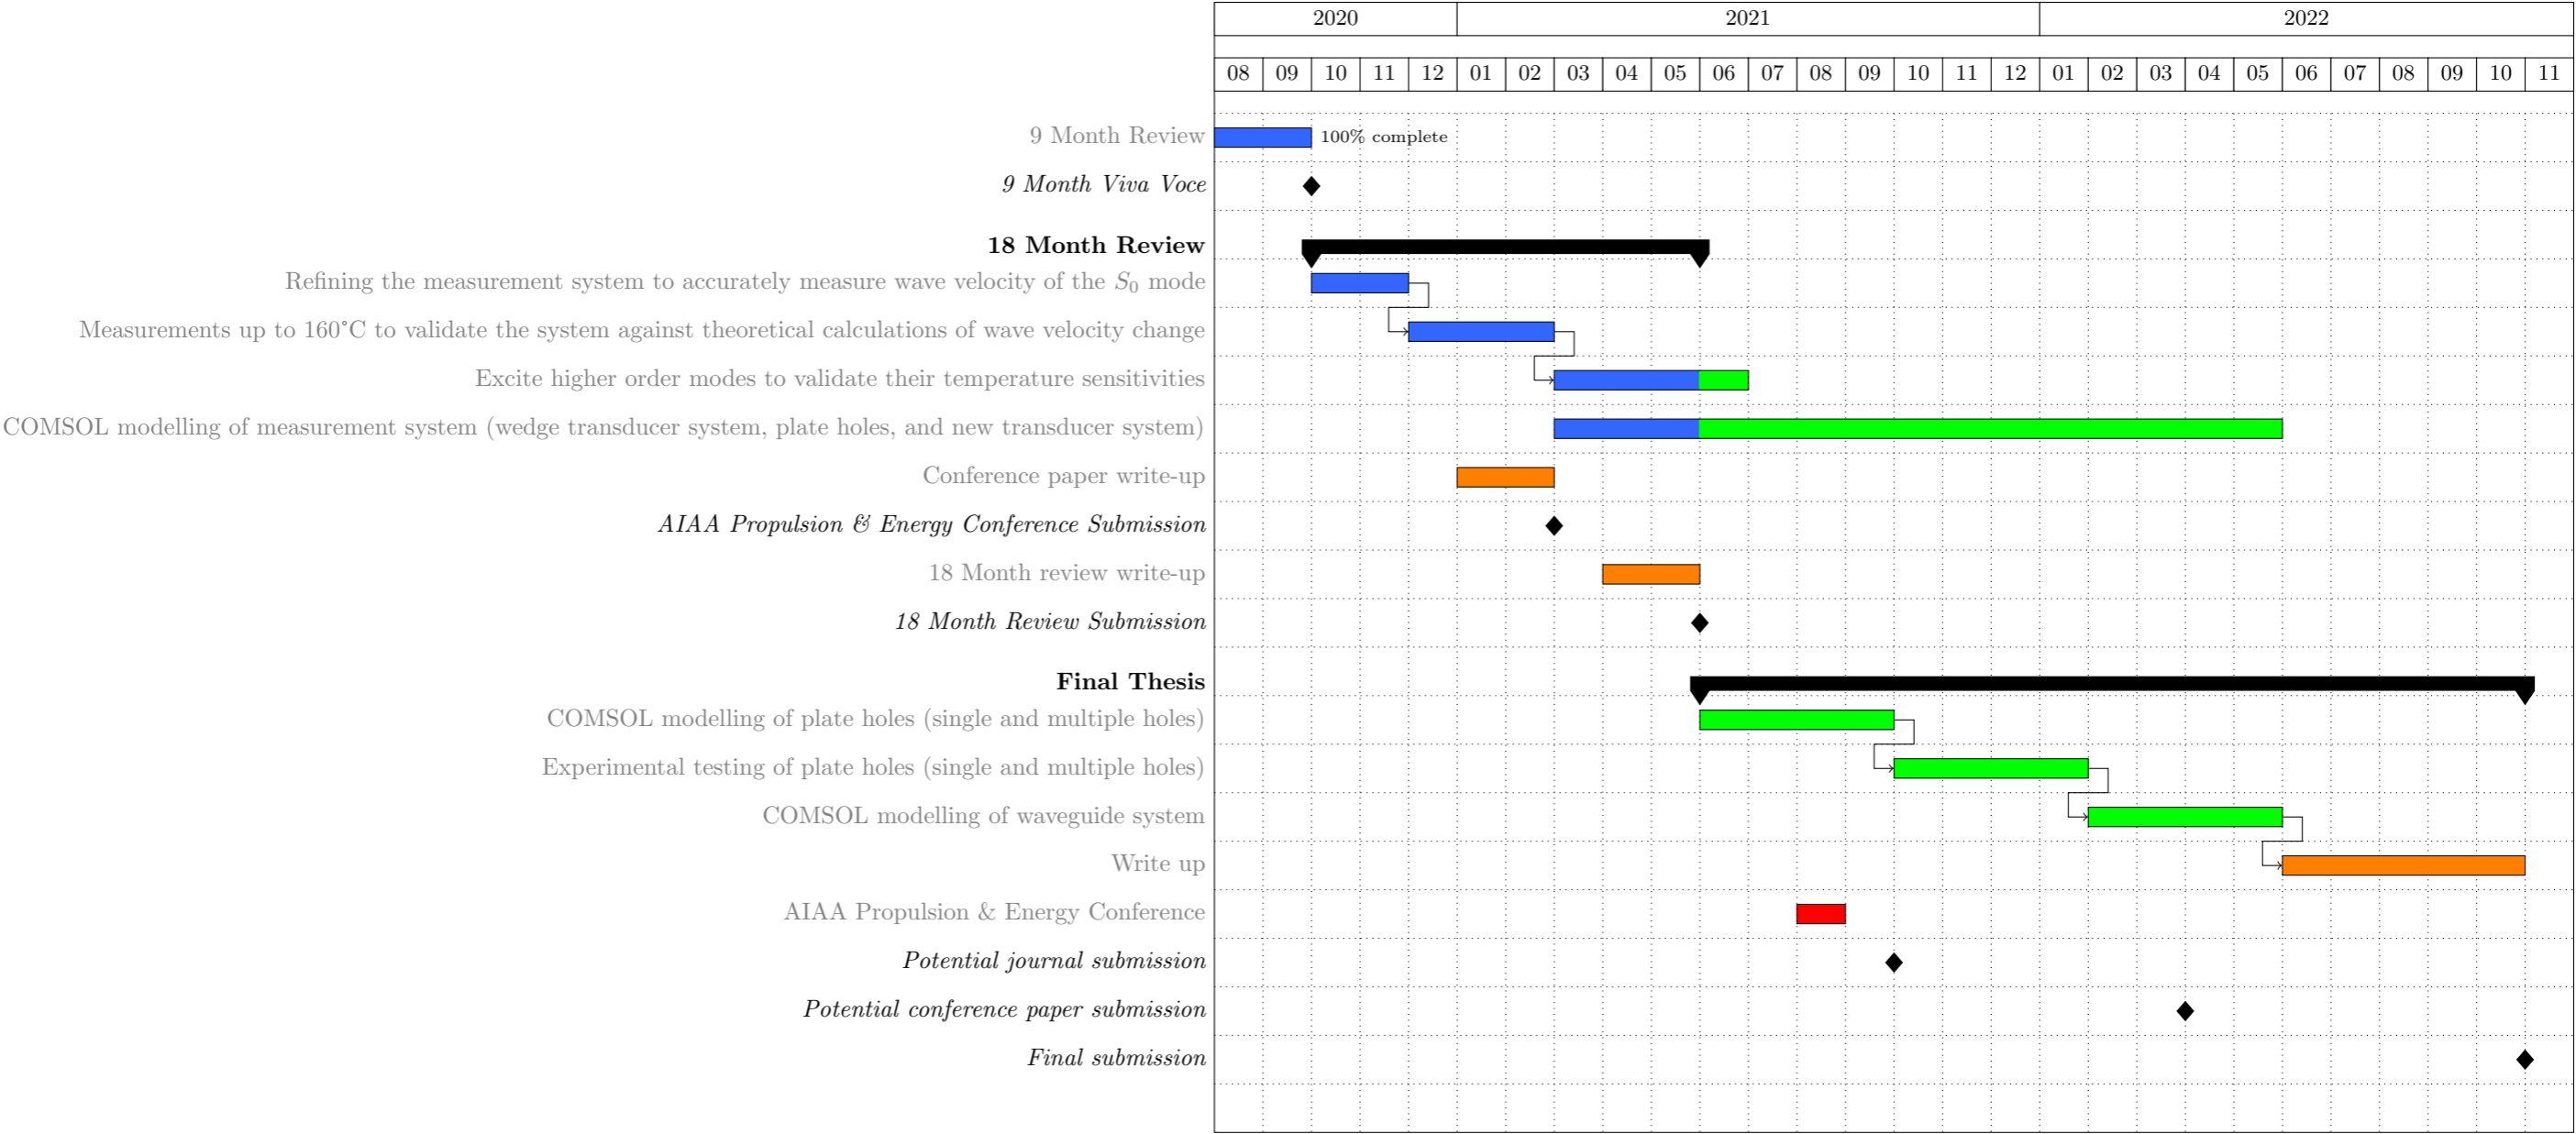 2020 2021 2022
08 09 10 11 12 01 02 03 04 05 06 07 08 09 10 11 12 01 02 03 04 05 06 07 08 09 10 11
9 Month Review 100% complete
9 Month Viva Voce
18 Month Review
Refining the measurement system to accurately measure wave velocity of the S₀ mode
Measurements up to 160°C to validate the system against theoretical calculations of wave velocity change
Excite higher order modes to validate their temperature sensitivities
COMSOL modelling of measurement system (wedge transducer system, plate holes, and new transducer system)
Conference paper write-up
AIAA Propulsion & Energy Conference Submission
18 Month review write-up
18 Month Review Submission
Final Thesis
COMSOL modelling of plate holes (single and multiple holes)
Experimental testing of plate holes (single and multiple holes)
COMSOL modelling of waveguide system
Write up
AIAA Propulsion & Energy Conference
Potential journal submission
Potential conference paper submission
Final submission